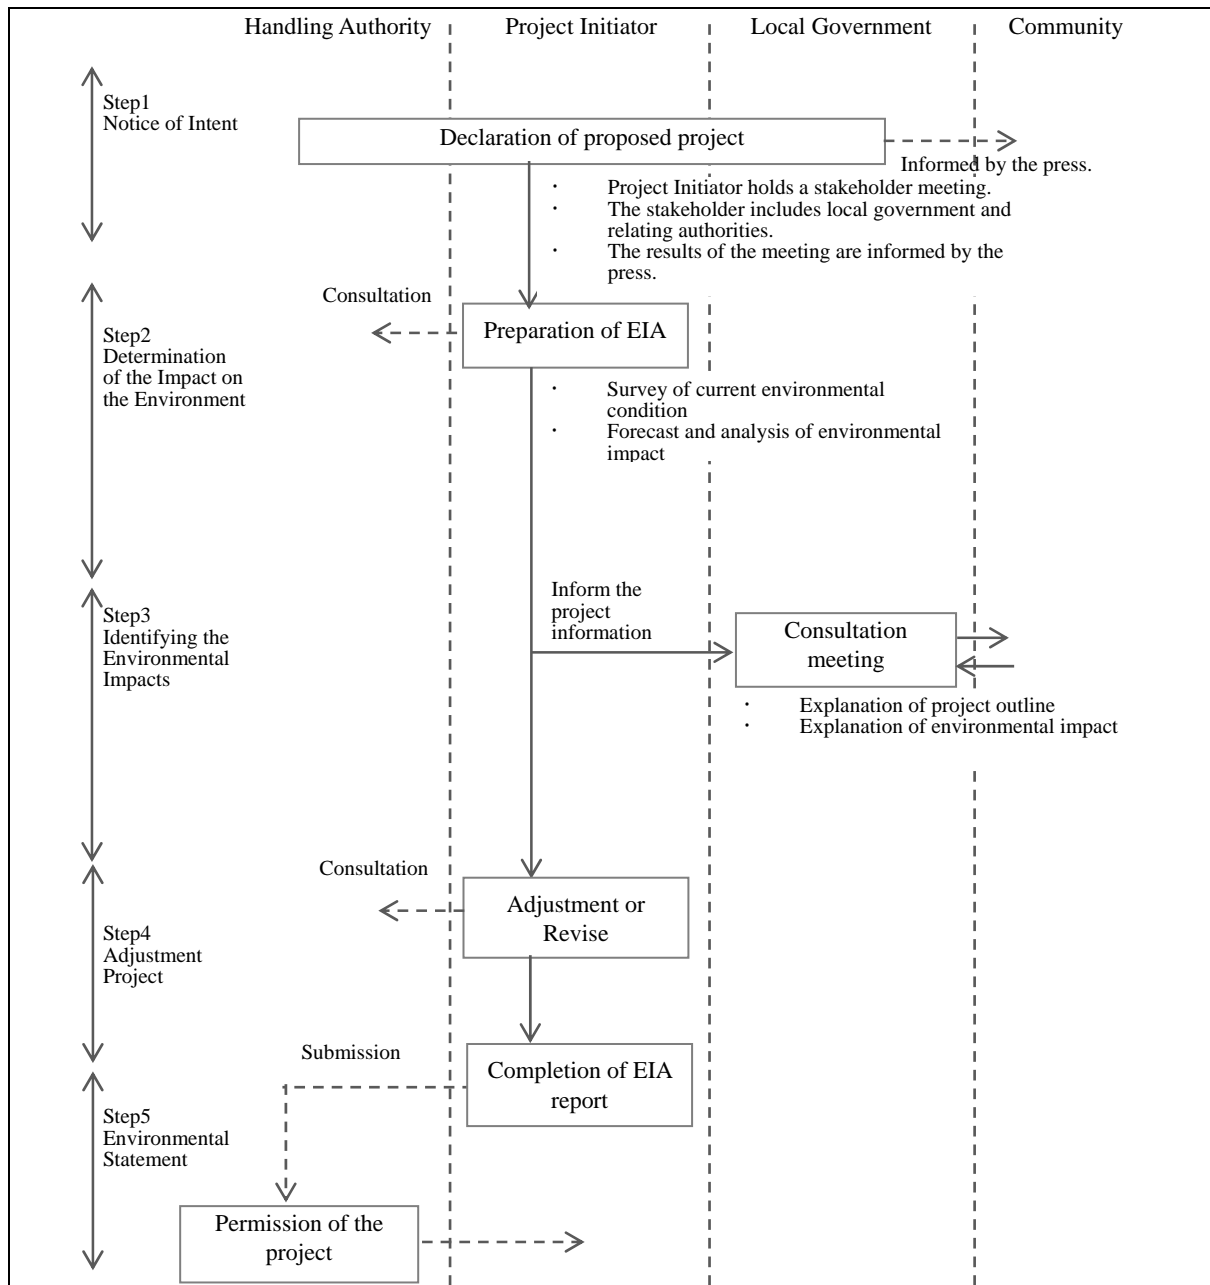 Handling Authority
Project Initiator
Local Government
Community
Step1
Notice of Intent
Declaration of proposed project
Informed by the press.
・ Project Initiator holds a stakeholder meeting.
・ The stakeholder includes local government and
relating authorities.
・ The results of the meeting are informed by the
press.
Consultation
Step2
Determination
of the Impact on
the Environment
Preparation of EIA
・ Survey of current environmental
condition
・ Forecast and analysis of environmental
impact
Step3
Identifying the
Environmental
Impacts
Inform the
project
information
Consultation
meeting
・ Explanation of project outline
・ Explanation of environmental impact
Consultation
Step4
Adjustment
Project
Adjustment or
Revise
Submission
Completion of EIA
report
Step5
Environmental
Statement
Permission of the
project